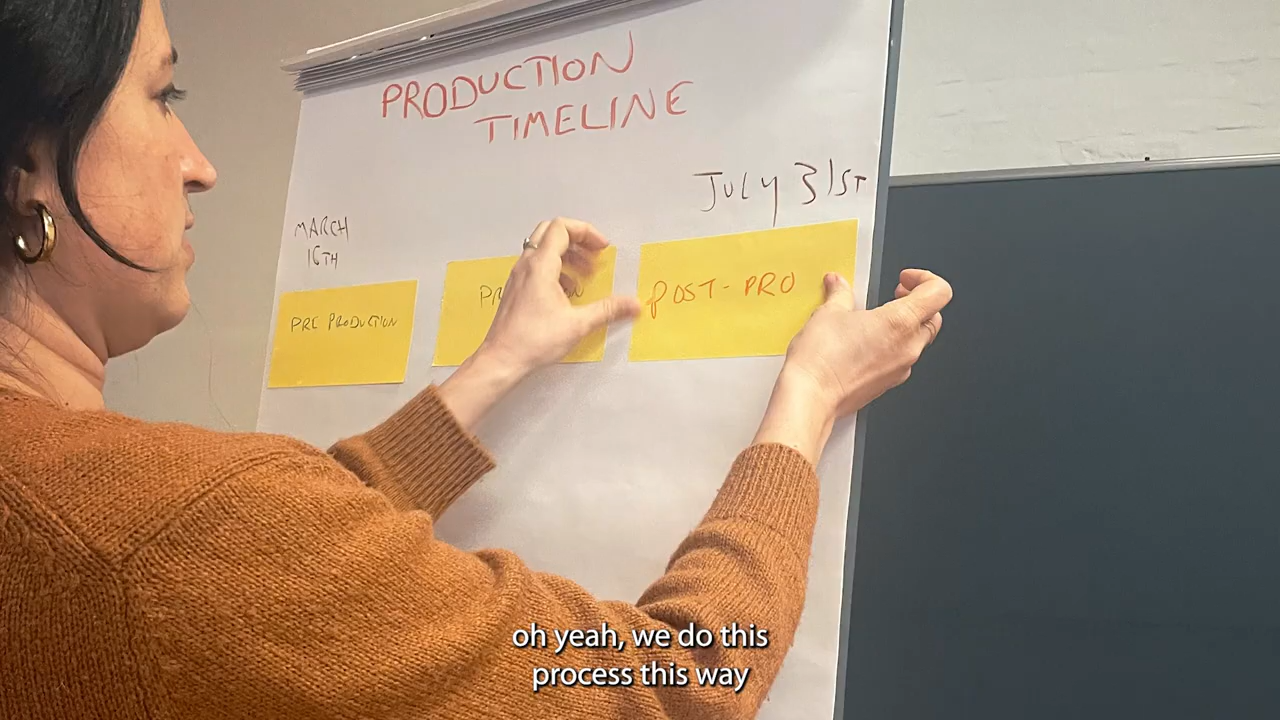 PRODUCTION
TIMELINE
JULY 31ST
MARCH
16TH
PRE PRODUCTION
POST-PRO
oh yeah, we do this
process this way